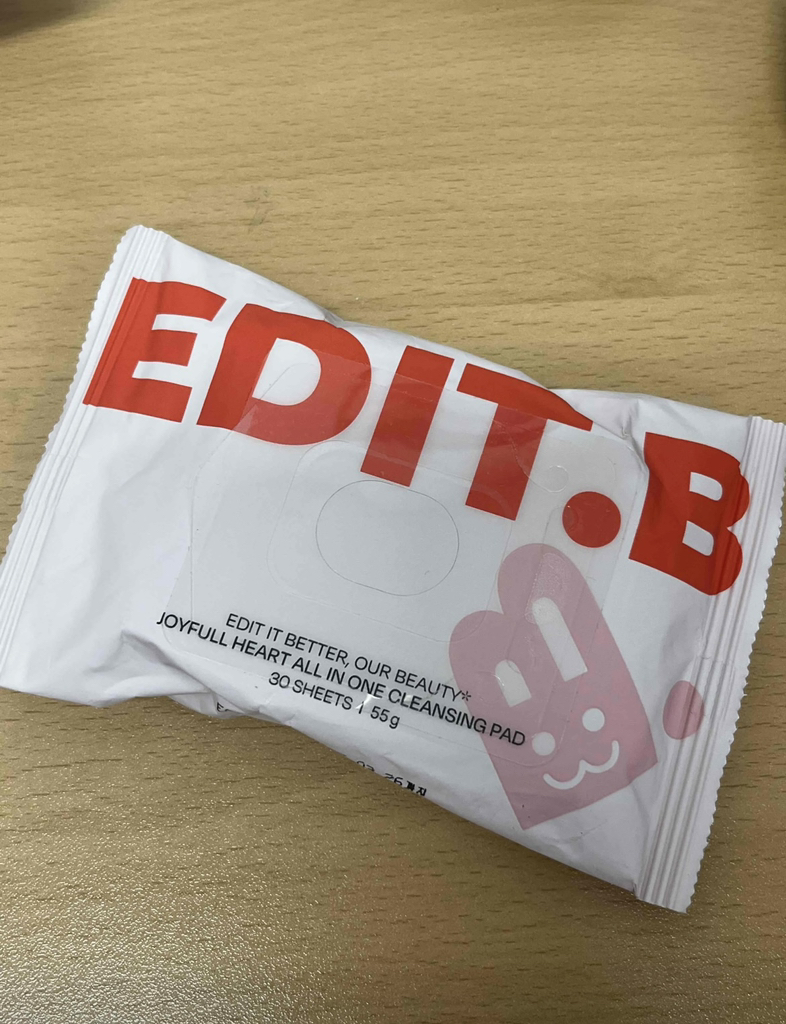 EDIT.B
EDIT IT BETTER, OUR BEAUTY*
JOYFULL HEART ALL IN ONE CLEANSING PAD
30 SHEETS I 55g